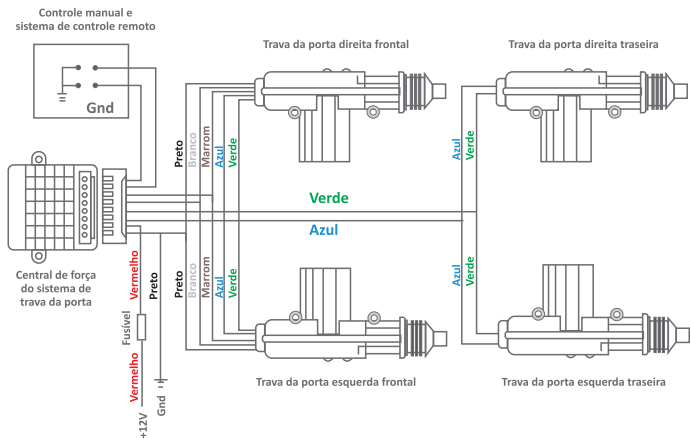 Controle manual e
sistema de controle remoto
Gnd
Trava da porta direita frontal
Trava da porta direita traseira
Preto
Branco
Marrom
Azul
Verde
Azul
Verde
Verde
Azul
Central de força
do sistema de
trava da porta
Vermelho
Preto
Preto
Branco
Marrom
Azul
Verde
Azul
Verde
Fusível
Vermelho
+12V
Gnd
Trava da porta esquerda frontal
Trava da porta esquerda traseira